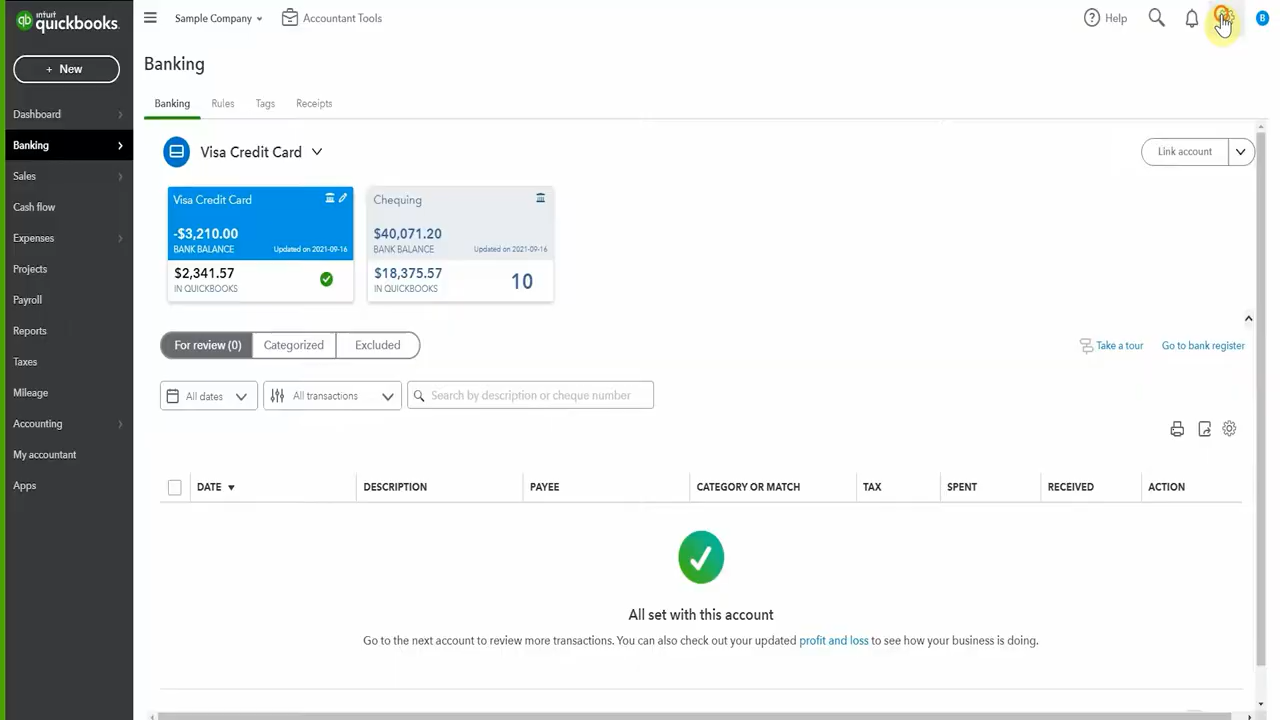 qb intuit quickbooks.
Sample Company
Accountant Tools
Help
B
+ New
Banking
Dashboard
Banking
Sales
Cash flow
Expenses
Projects
Payroll
Reports
Taxes
Mileage
Accounting
My accountant
Apps
Banking Rules Tags Receipts
Visa Credit Card
Link account
Visa Credit Card
-$3,210.00
BANK BALANCE Updated on 2021-09-16
$2,341.57
IN QUICKBOOKS
Chequing
$40,071.20
BANK BALANCE Updated on 2021-09-16
$18,375.57 10
IN QUICKBOOKS
For review (0) Categorized Excluded
Take a tour Go to bank register
All dates All transactions Search by description or cheque number
DATE DESCRIPTION PAYEE CATEGORY OR MATCH TAX SPENT RECEIVED ACTION
All set with this account
Go to the next account to review more transactions. You can also check out your updated profit and loss to see how your business is doing.